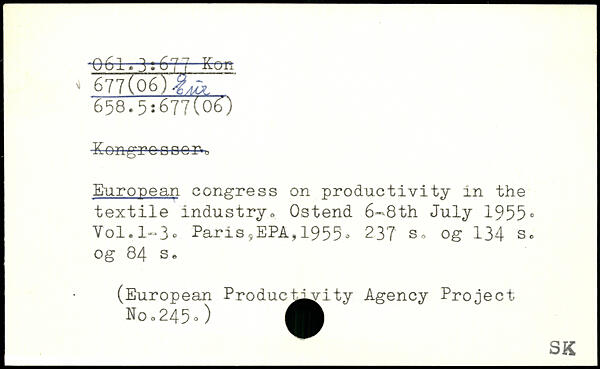 061.3:677 Kon
677(06) Eur
658.5:677(06)
Kongresser.
European congress on productivity in the
textile industry. Ostend 6-8th July 1955.
Vol.1-3. Paris,EPA,1955. 237 s. og 134 s.
og 84 s.
(European Productivity Agency Project
No.245.)
SK